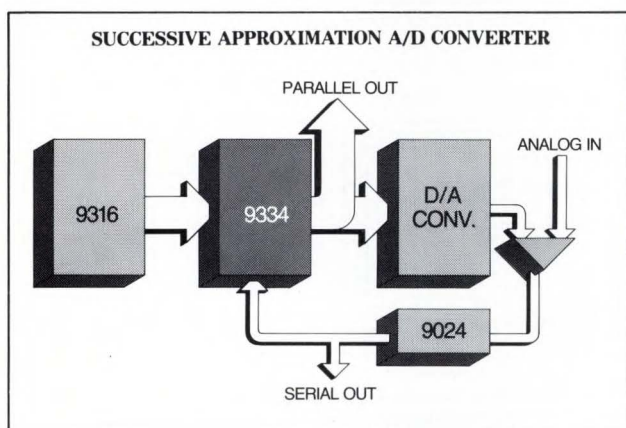 SUCCESSIVE APPROXIMATION A/D CONVERTER
PARALLEL OUT
ANALOG IN
9316
9334
D/A
CONV.
9024
SERIAL OUT